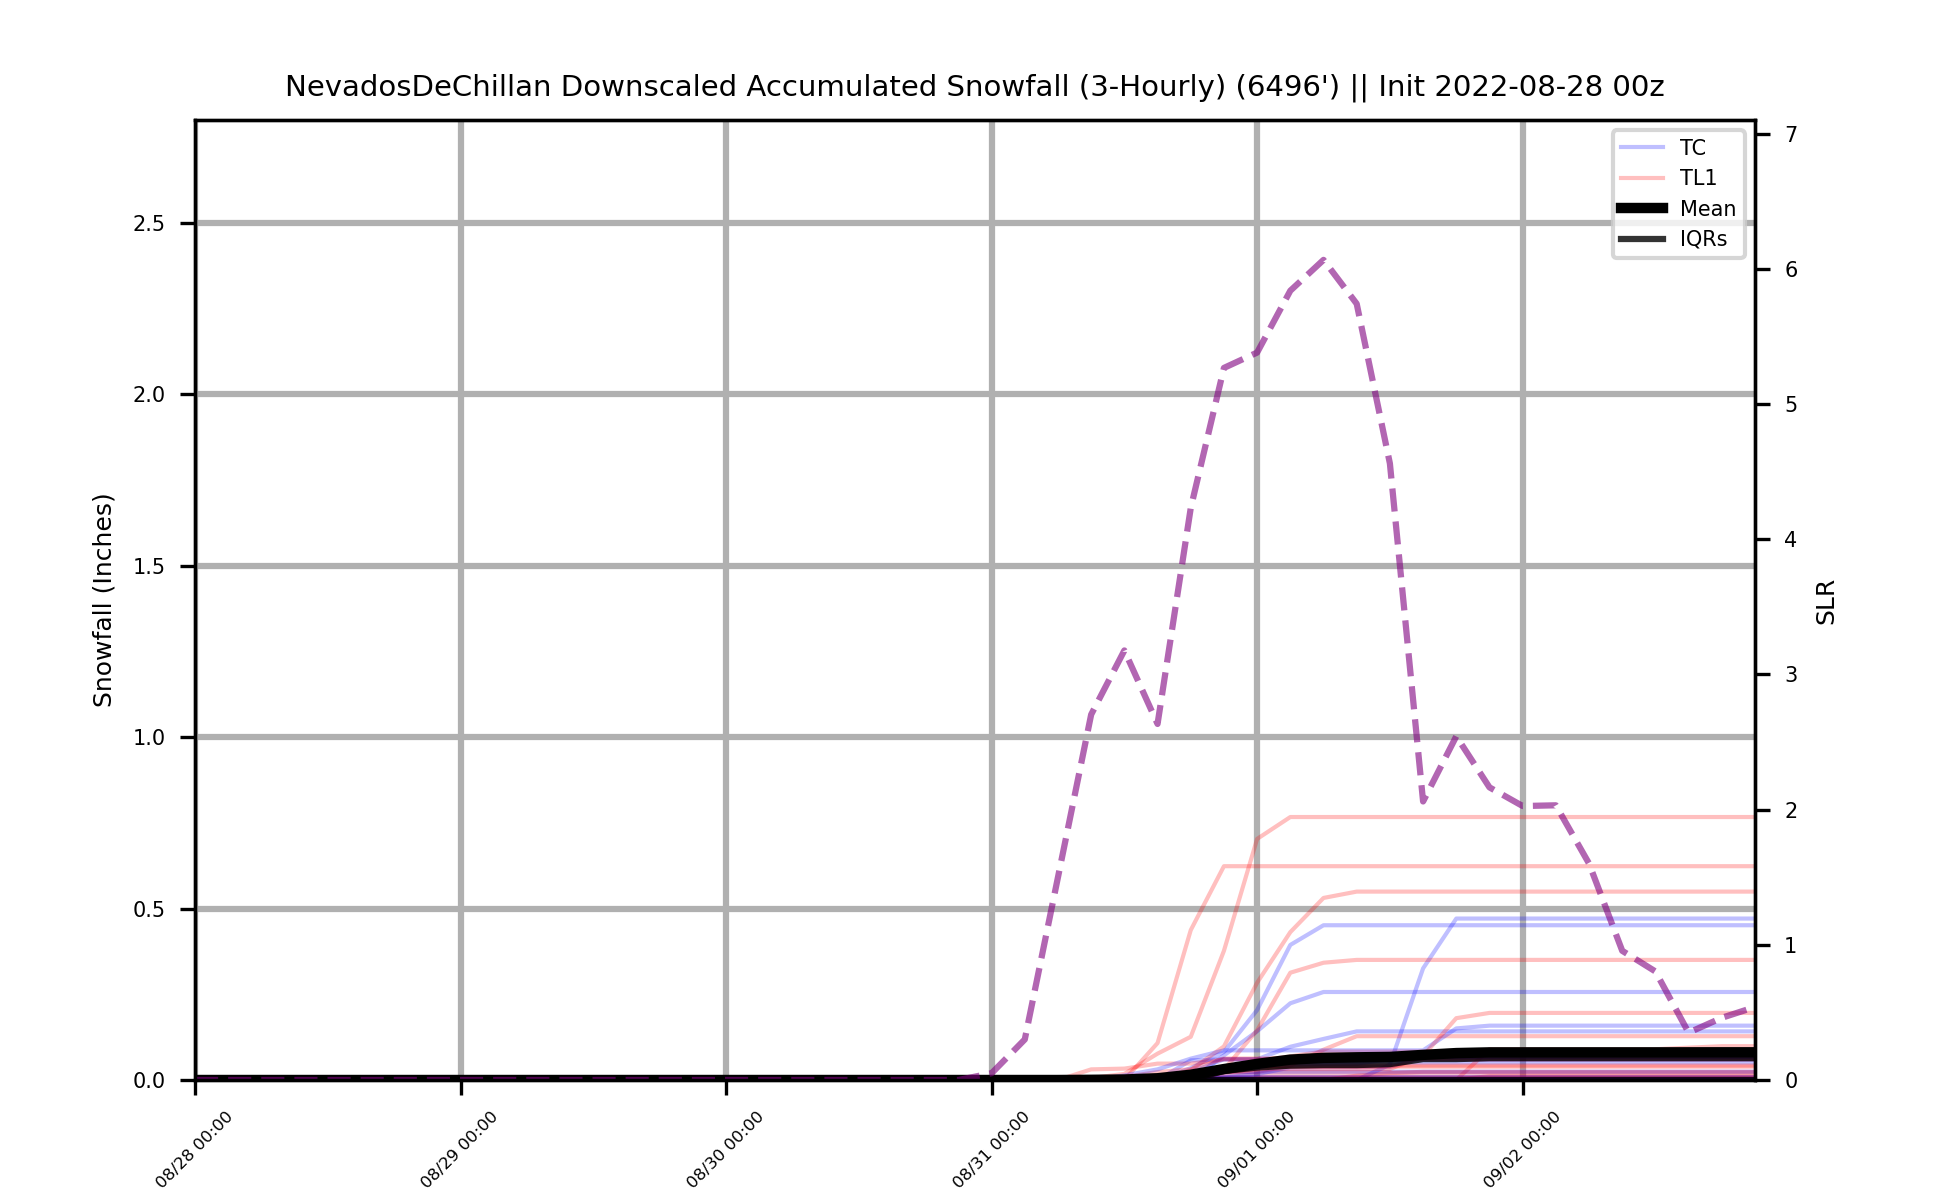 NevadosDeChillan Downscaled Accumulated Snowfall (3-Hourly) (6496') || Init 2022-08-28 00z
TC
TL1
Mean
IQRs
Snowfall (Inches)
2.5
2.0
1.5
1.0
0.5
0.0
7
6
5
4
3
2
1
0
SLR
08/28 00:00
08/29 00:00
08/30 00:00
08/31 00:00
09/01 00:00
09/02 00:00